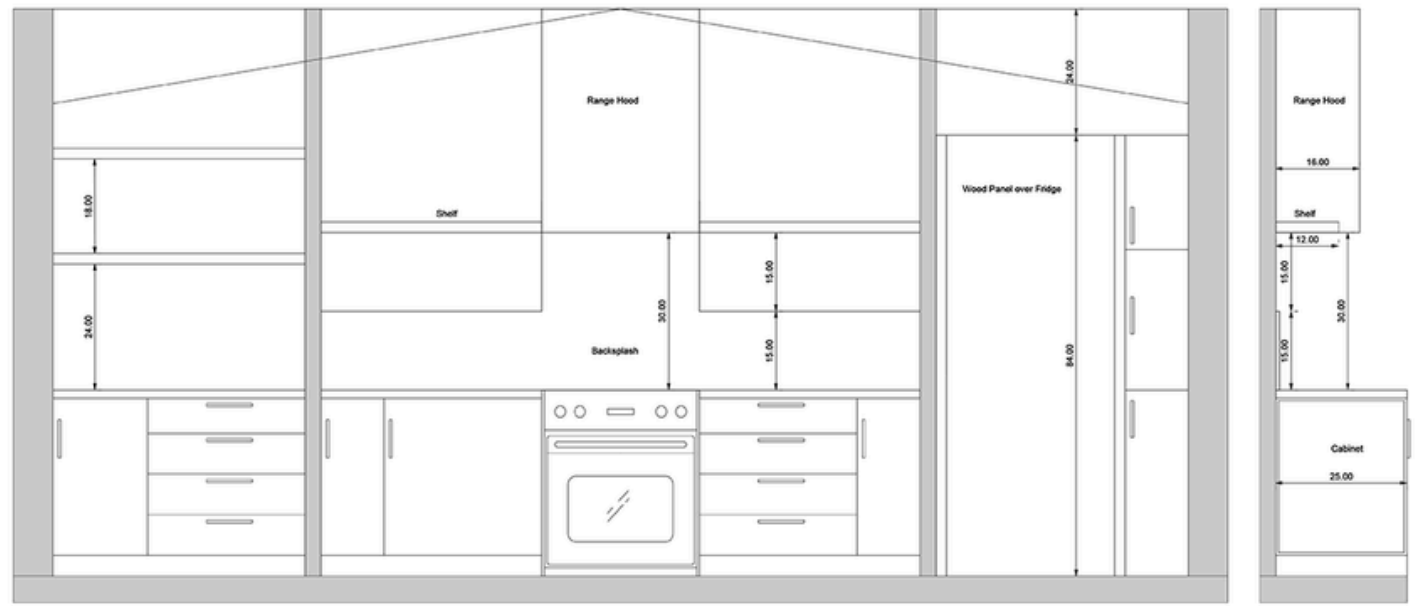 24.00
Range Hood
Range Hood
16.00
Wood Panel over Fridge
18.00
Shelf
Shelf
12.00
15.00
15.00
30.00
30.00
24.00
15.00
15.00
Backsplash
84.00
Cabinet
25.00